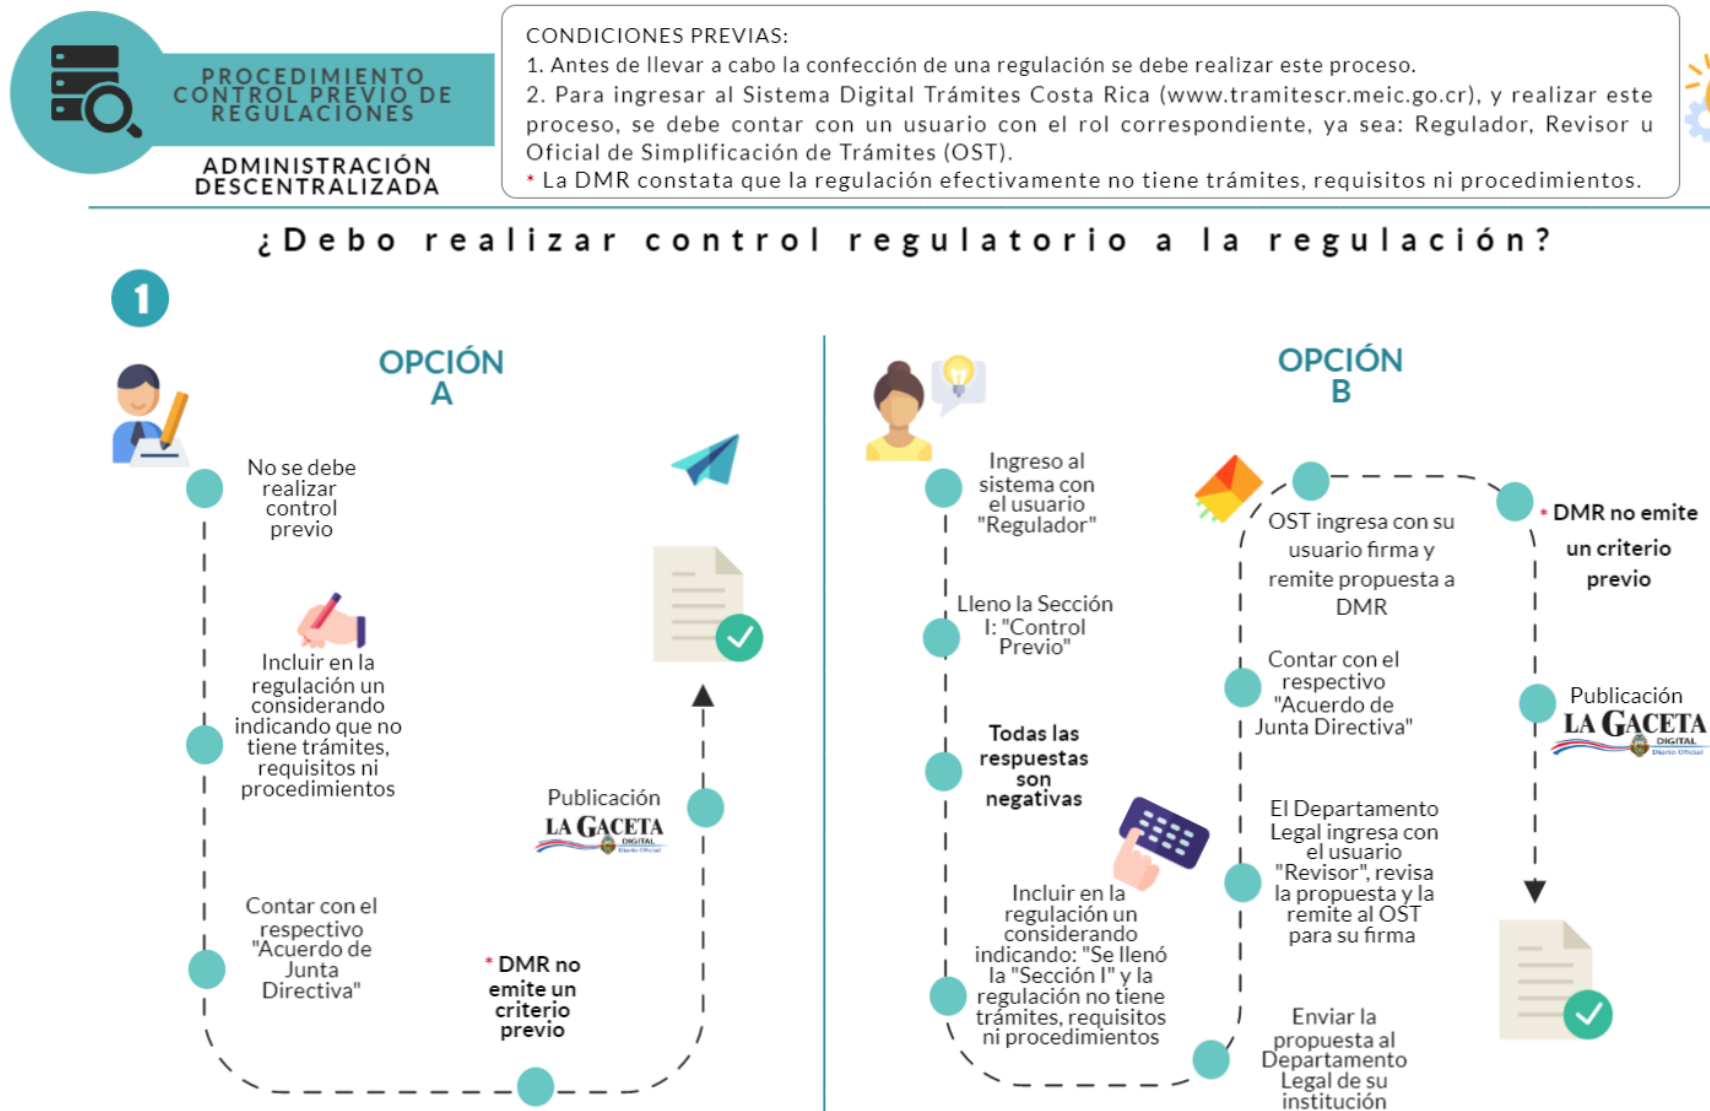 PROCEDIMIENTO
CONTROL PREVIO DE
REGULACIONES
ADMINISTRACIÓN
DESCENTRALIZADA
CONDICIONES PREVIAS:
1. Antes de llevar a cabo la confección de una regulación se debe realizar este proceso.
2. Para ingresar al Sistema Digital Trámites Costa Rica (www.tramitescr.meic.go.cr), y realizar este
proceso, se debe contar con un usuario con el rol correspondiente, ya sea: Regulador, Revisor u
Oficial de Simplificación de Trámites (OST).
* La DMR constata que la regulación efectivamente no tiene trámites, requisitos ni procedimientos.
¿Debo realizar control regulatorio a la regulación?
1
OPCIÓN
A
No se debe
realizar
control
previo
Incluir en la
regulación un
considerando
indicando que no
tiene trámites,
requisitos ni
procedimientos
Contar con el
respectivo
"Acuerdo de
Junta
Directiva"
* DMR no
emite un
criterio
previo
Publicación
LA GACETA
DIGITAL
Diario Oficial
OPCIÓN
B
Ingreso al
sistema con
el usuario
"Regulador"
Lleno la Sección
I: "Control
Previo"
Todas las
respuestas
son
negativas
Incluir en la
regulación un
considerando
indicando: "Se llenó
la "Sección I" y la
regulación no tiene
trámites, requisitos
ni procedimientos
Enviar la
propuesta al
Departamento
Legal de su
institución
El Departamento
Legal ingresa con
el usuario
"Revisor", revisa
la propuesta y la
remite al OST
para su firma
Contar con el
respectivo
"Acuerdo de
Junta Directiva"
OST ingresa con su
usuario firma y
remite propuesta a
DMR
* DMR no emite
un criterio
previo
Publicación
LA GACETA
DIGITAL
Diario Oficial